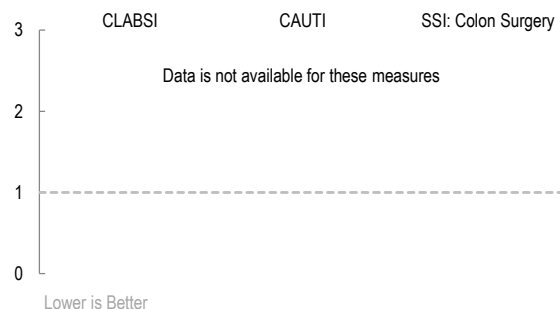 CLABSI CAUTI SSI: Colon Surgery
3
Data is not available for these measures
2
1
0
Lower is Better